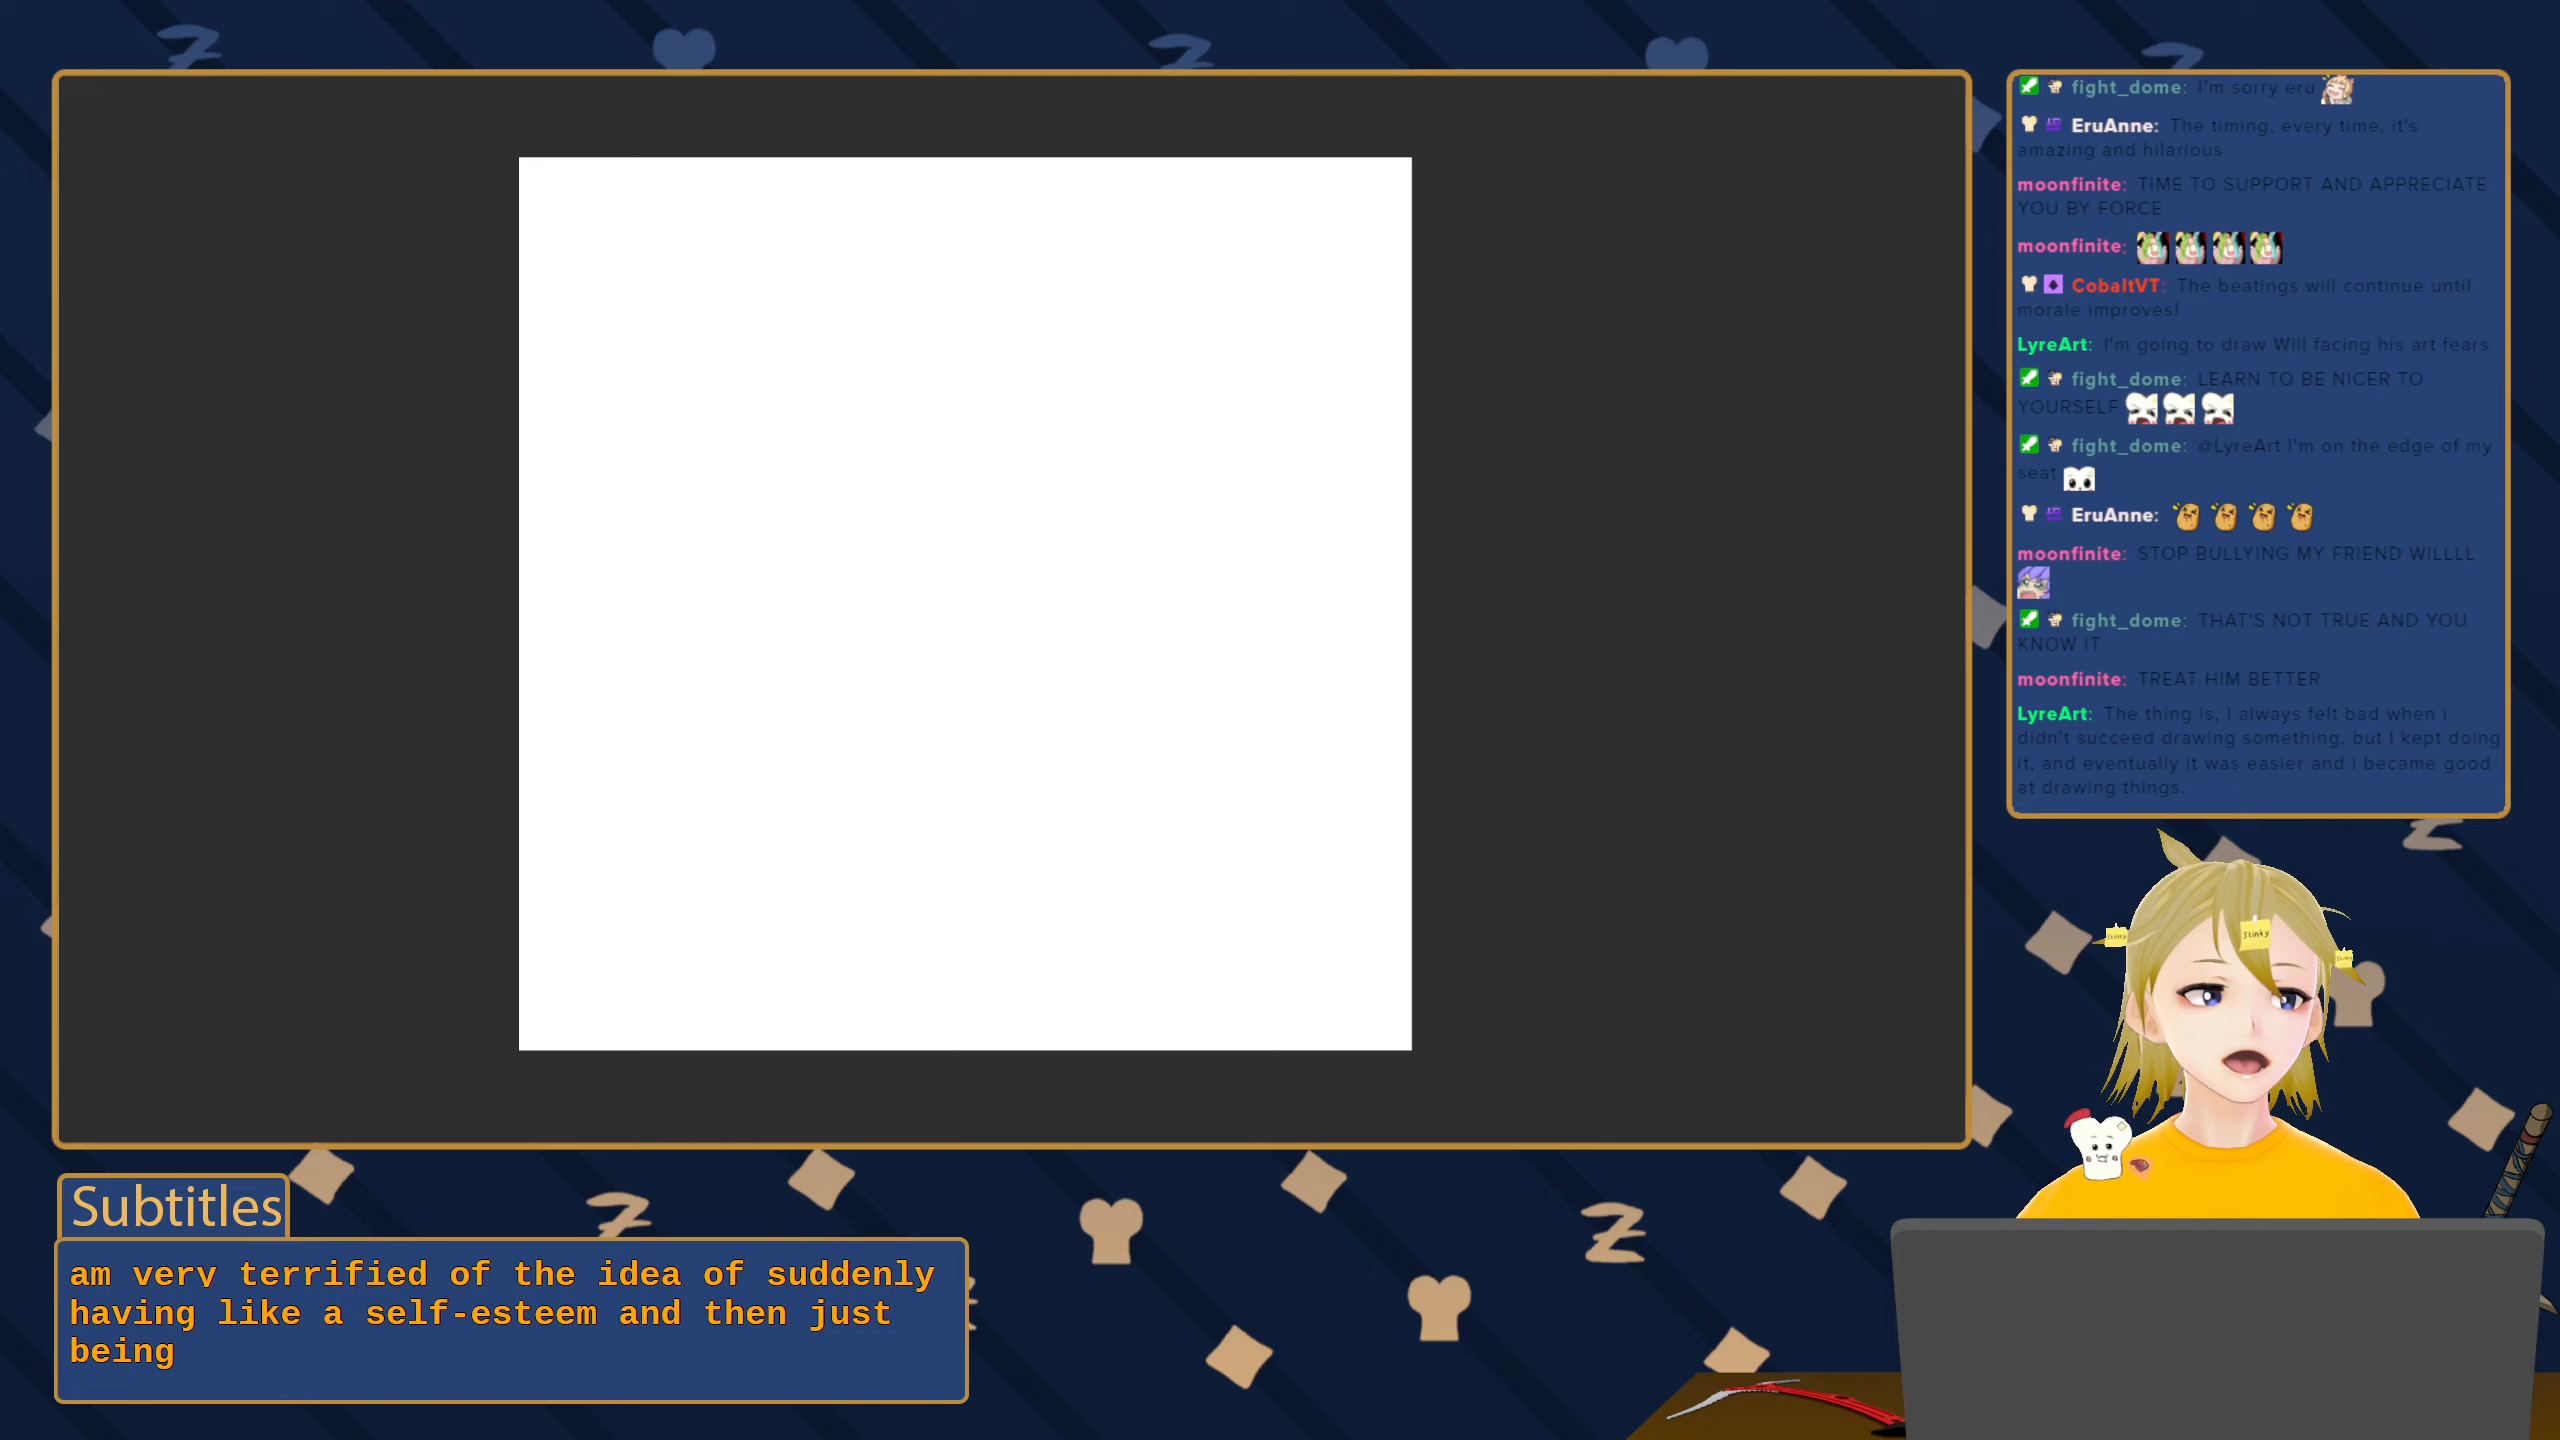 fight_dome: I'm sorry eru
EruAnne: The timing, every time, it's
amazing and hilarious
moonfinite: TIME TO SUPPORT AND APPRECIATE
YOU BY FORCE
moonfinite:
CobaltVT: The beatings will continue until
morale improves!
LyreArt: I'm going to draw Will facing his art fears
fight_dome: LEARN TO BE NICER TO
YOURSELF
fight_dome: @LyreArt I'm on the edge of my
seat
EruAnne:
moonfinite: STOP BULLYING MY FRIEND WILLLL
fight_dome: THAT'S NOT TRUE AND YOU
KNOW IT
moonfinite: TREAT HIM BETTER
LyreArt: The thing is, I always felt bad when i
didn't succeed drawing something, but I kept doing
it, and eventually it was easier and i became good
at drawing things.
Slinky
Subtitles
am very terrified of the idea of suddenly
having like a self-esteem and then just
being